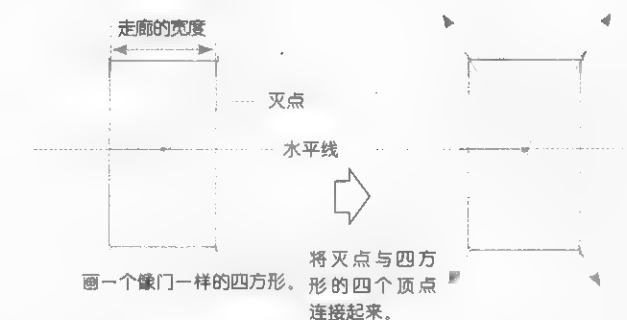 走廊的宽度
灭点
水平线
画一个像门一样的四方形。
将灭点与四方
形的四个顶点
连接起来。